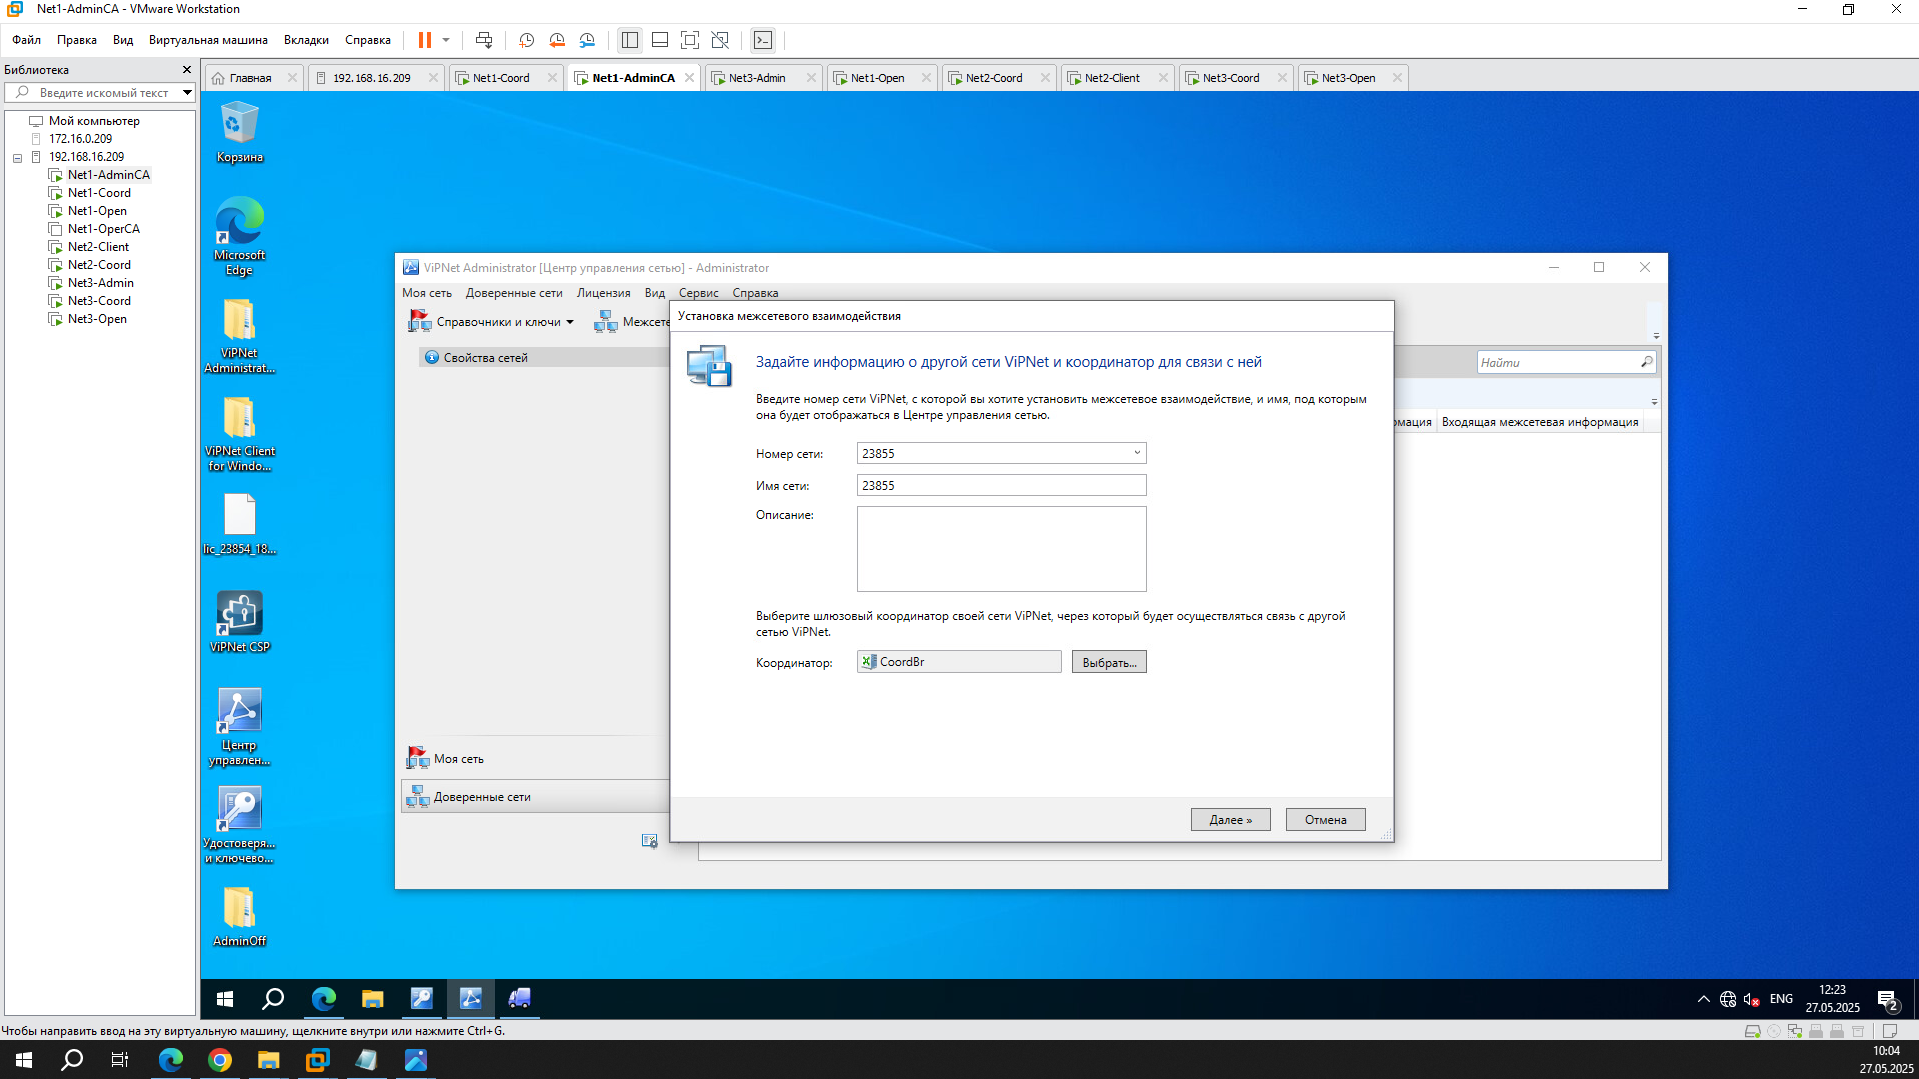 Net1-AdminCA - VMware Workstation
Файл Правка Вид Виртуальная машина Вкладки Справка
Библиотека
Введите искомый текст
Мой компьютер
172.16.0.209
192.168.16.209
Net1-AdminCA
Net1-Coord
Net1-Open
Net1-OperCA
Net2-Client
Net2-Coord
Net3-Admin
Net3-Coord
Net3-Open
Главная 192.168.16.209 Net1-Coord Net1-AdminCA Net3-Admin Net1-Open Net2-Coord Net2-Client Net3-Coord Net3-Open
Корзина
Microsoft
Edge
ViPNet
Administrat...
ViPNet Client
for Windo...
lic_23854_18...
ViPNet CSP
Центр
управлен...
Удостоверя...
и ключево...
AdminOff
ViPNet Administrator [Центр управления сетью] - Administrator
Моя сеть Доверенные сети Лицензия Вид Сервис Справка
Справочники и ключи Межсете
Свойства сетей
Найти
рмация Входящая межсетевая информация
Моя сеть
Доверенные сети
Установка межсетевого взаимодействия
Задайте информацию о другой сети ViPNet и координатор для связи с ней
Введите номер сети ViPNet, с которой вы хотите установить межсетевое взаимодействие, и имя, под которым
она будет отображаться в Центре управления сетью.
Номер сети: 23855
Имя сети: 23855
Описание:
Выберите шлюзовый координатор своей сети ViPNet, через который будет осуществляться связь с другой
сетью ViPNet.
Координатор: CoordBr Выбрать...
Далее » Отмена
ENG
12:23
27.05.2025
2
Чтобы направить ввод на эту виртуальную машину, щелкните внутри или нажмите Ctrl+G.
10:04
27.05.2025